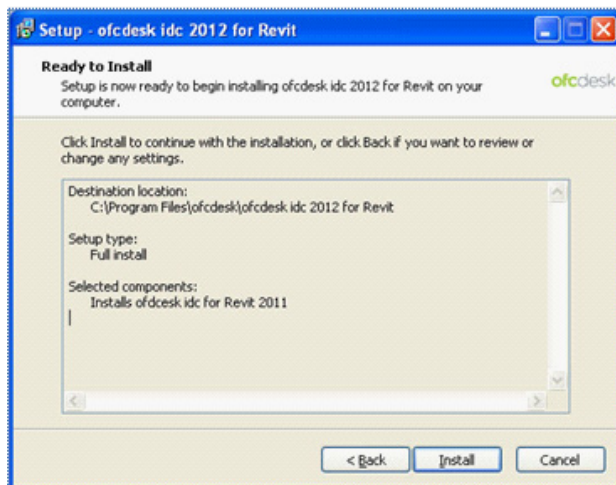 Setup - ofcdesk idc 2012 for Revit
Ready to Install
Setup is now ready to begin installing ofcdesk idc 2012 for Revit on your
computer.
ofcdesk
Click Install to continue with the installation, or click Back if you want to review or
change any settings.
Destination location:
C:\Program Files\ofcdesk\ofcdesk idc 2012 for Revit
Setup type:
Full install
Selected components:
Installs ofdcesk idc for Revit 2011
< Back
Install
Cancel